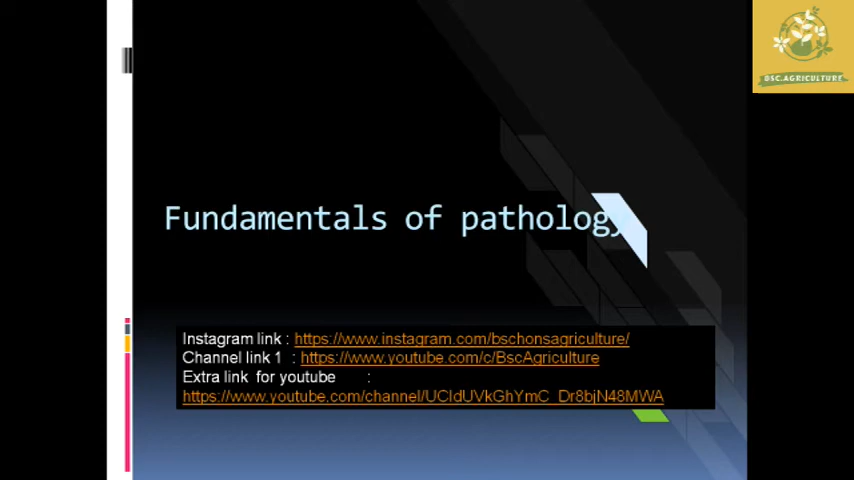 BSC.AGRICULTURE
Fundamentals of pathology
Instagram link : https://www.instagram.com/bschonsagriculture/
Channel link 1 : https://www.youtube.com/c/BscAgriculture
Extra link for youtube :
https://www.youtube.com/channel/UCIdUVkGhYmC_Dr8bjN48MWA